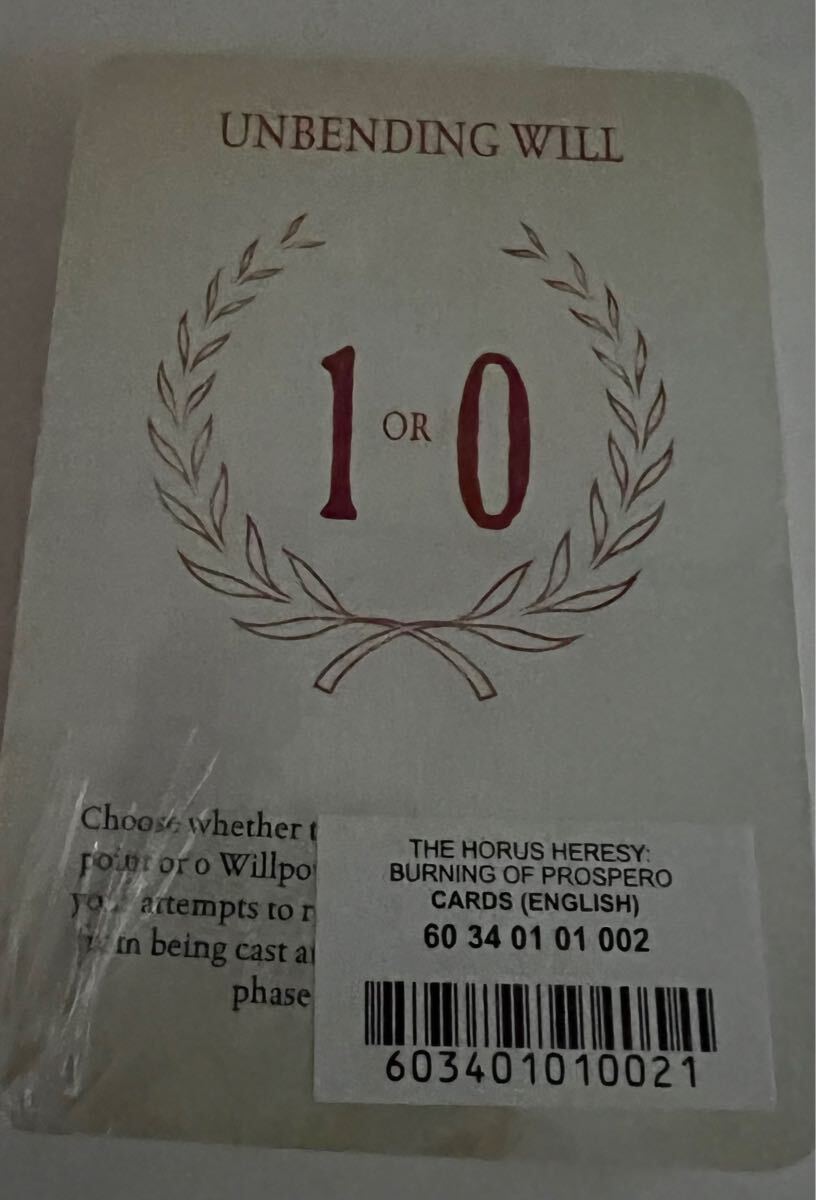 UNBENDING WILL
1 OR 0
Choose whether t
point or 0 Willpo
attempts to r
being cast a
phase
THE HORUS HERESY:
BURNING OF PROSPERO
CARDS (ENGLISH)
60 34 01 01 002
603401010021